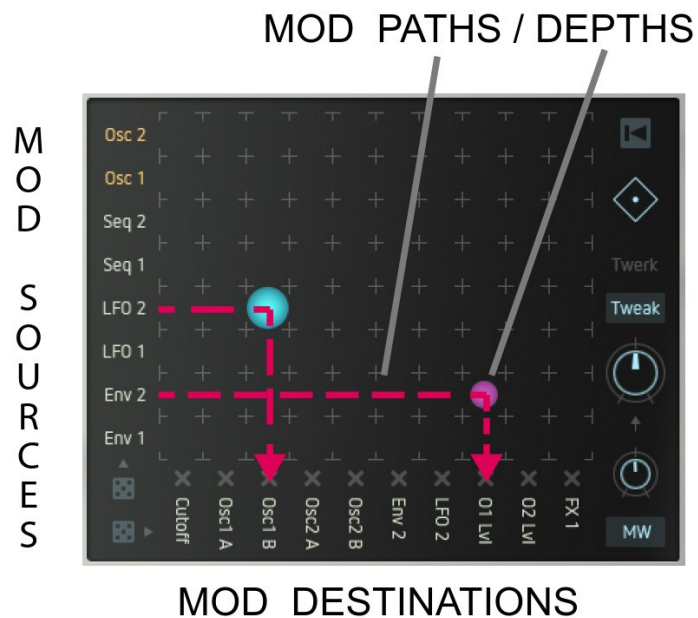 MOD PATHS / DEPTHS
MOD SOURCES
Osc 2
Osc 1
Seq 2
Seq 1
LFO 2
LFO 1
Env 2
Env 1
Twerk
Tweak
MW
Cutoff
Osc1 A
Osc1 B
Osc2 A
Osc2 B
Env 2
LFO 2
O1 Lvl
O2 Lvl
FX 1
MOD DESTINATIONS